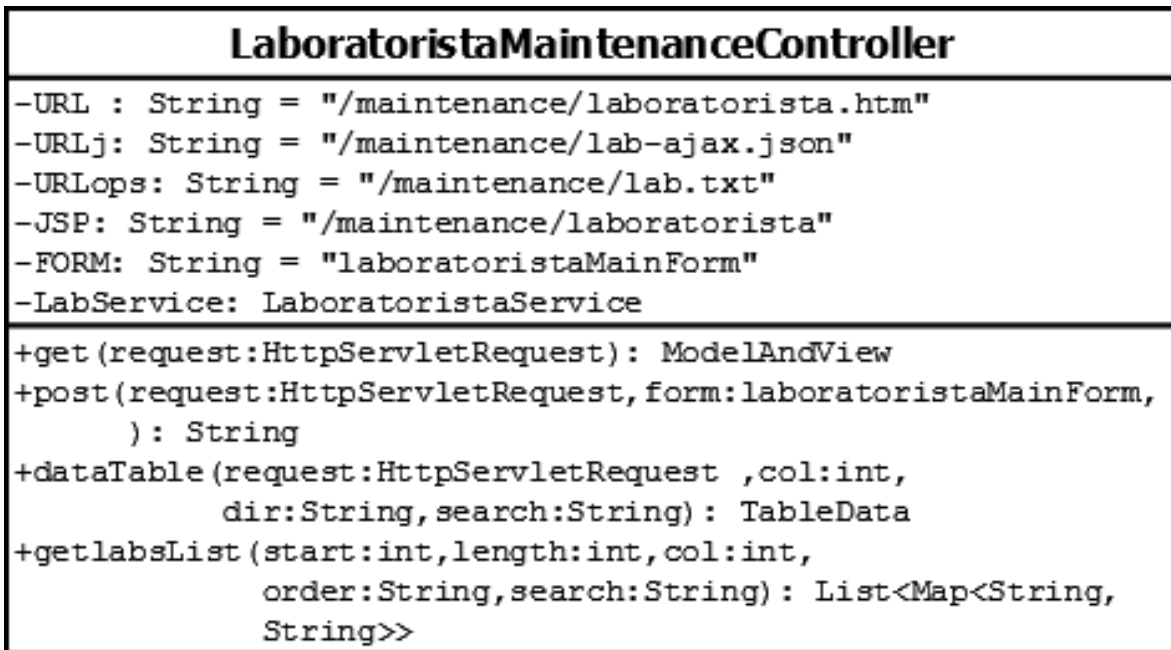 LaboratoristaMaintenanceController
-URL : String = "/maintenance/laboratorista.htm"
-URLj: String = "/maintenance/lab-ajax.json"
-URLops: String = "/maintenance/lab.txt"
-JSP: String = "/maintenance/laboratorista"
-FORM: String = "laboratoristaMainForm"
-LabService: LaboratoristaService
+get(request:HttpServletRequest): ModelAndView
+post(request:HttpServletRequest,form:laboratoristaMainForm,
): String
+dataTable(request:HttpServletRequest ,col:int,
dir:String,search:String): TableData
+getlabsList(start:int,length:int,col:int,
order:String,search:String): List<Map<String,
String>>